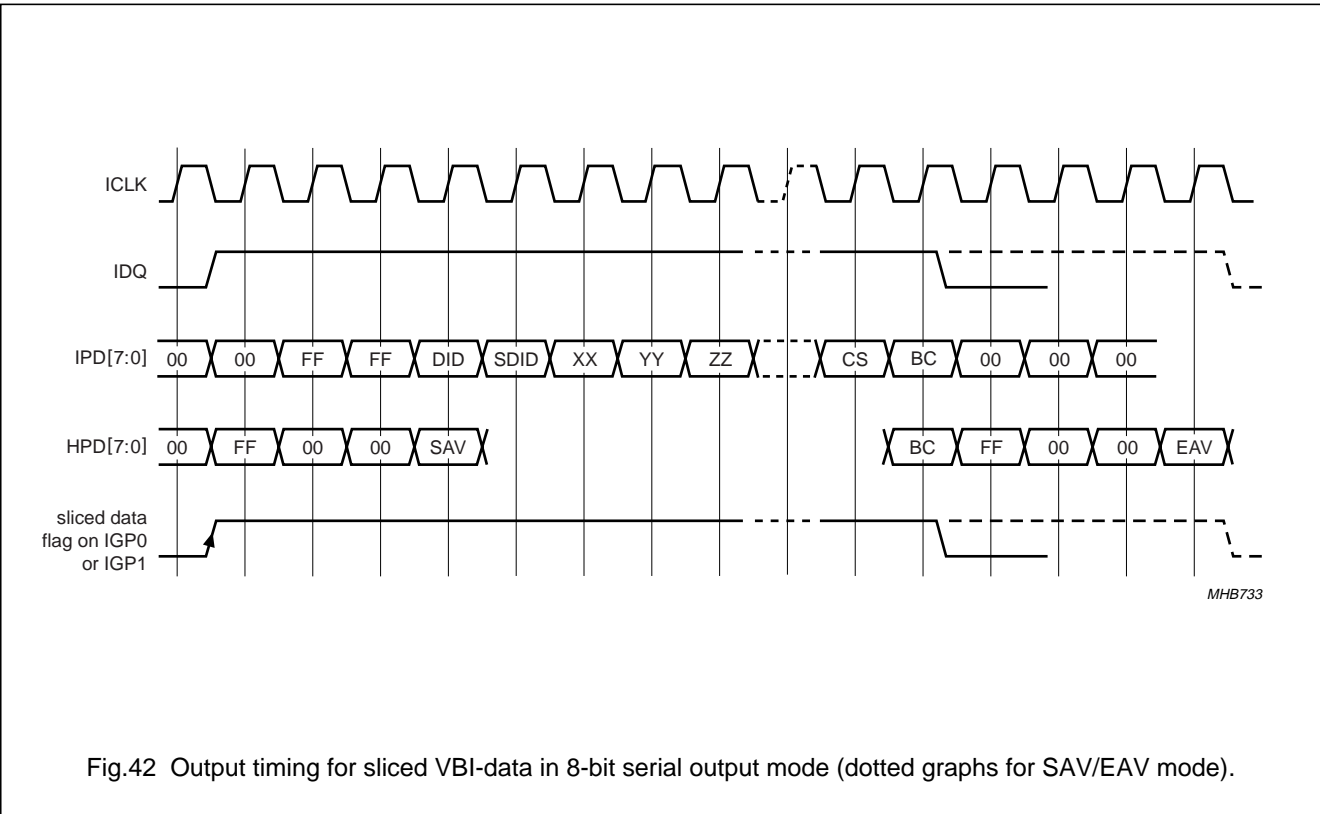 ICLK
IDQ
IPD[7:0] 00 00 FF FF DID SDID XX YY ZZ CS BC 00 00 00
HPD[7:0] 00 FF 00 00 SAV BC FF 00 00 EAV
sliced data
flag on IGP0
or IGP1
MHB733
Fig.42 Output timing for sliced VBI-data in 8-bit serial output mode (dotted graphs for SAV/EAV mode).